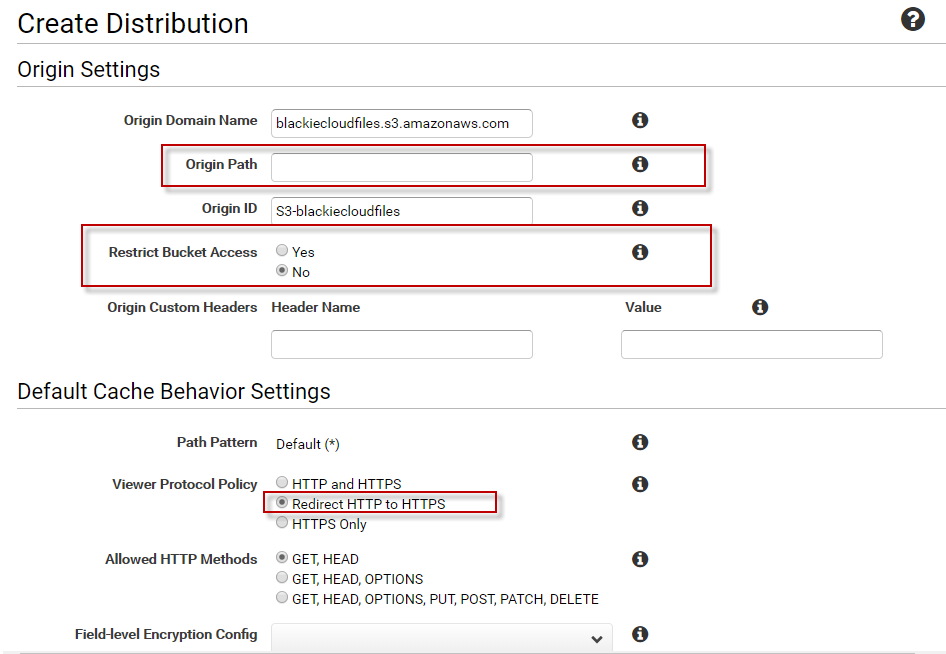 Create Distribution
Origin Settings
Origin Domain Name blackiecloudfiles.s3.amazonaws.com
Origin Path
Origin ID S3-blackiecloudfiles
Restrict Bucket Access Yes
No
Origin Custom Headers Header Name Value
Default Cache Behavior Settings
Path Pattern Default (*)
Viewer Protocol Policy HTTP and HTTPS
Redirect HTTP to HTTPS
HTTPS Only
Allowed HTTP Methods GET, HEAD
GET, HEAD, OPTIONS
GET, HEAD, OPTIONS, PUT, POST, PATCH, DELETE
Field-level Encryption Config